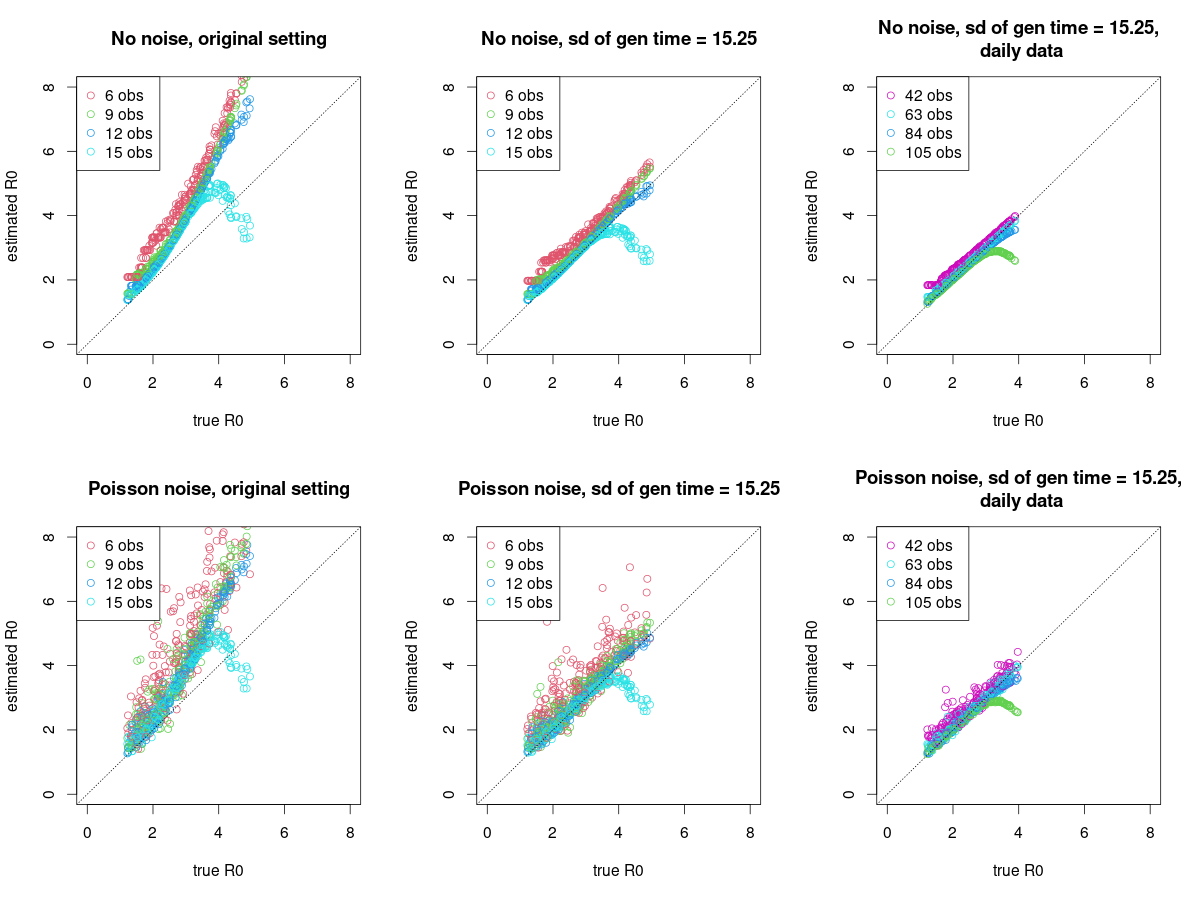 No noise, original setting
8
6
4
2
0
estimated R0
6 obs
9 obs
12 obs
15 obs
0 2 4 6 8
true R0
No noise, sd of gen time = 15.25
8
6
4
2
0
estimated R0
6 obs
9 obs
12 obs
15 obs
0 2 4 6 8
true R0
No noise, sd of gen time = 15.25,
daily data
8
6
4
2
0
estimated R0
42 obs
63 obs
84 obs
105 obs
0 2 4 6 8
true R0
Poisson noise, original setting
8
6
4
2
0
estimated R0
6 obs
9 obs
12 obs
15 obs
0 2 4 6 8
true R0
Poisson noise, sd of gen time = 15.25
8
6
4
2
0
estimated R0
6 obs
9 obs
12 obs
15 obs
0 2 4 6 8
true R0
Poisson noise, sd of gen time = 15.25,
daily data
8
6
4
2
0
estimated R0
42 obs
63 obs
84 obs
105 obs
0 2 4 6 8
true R0